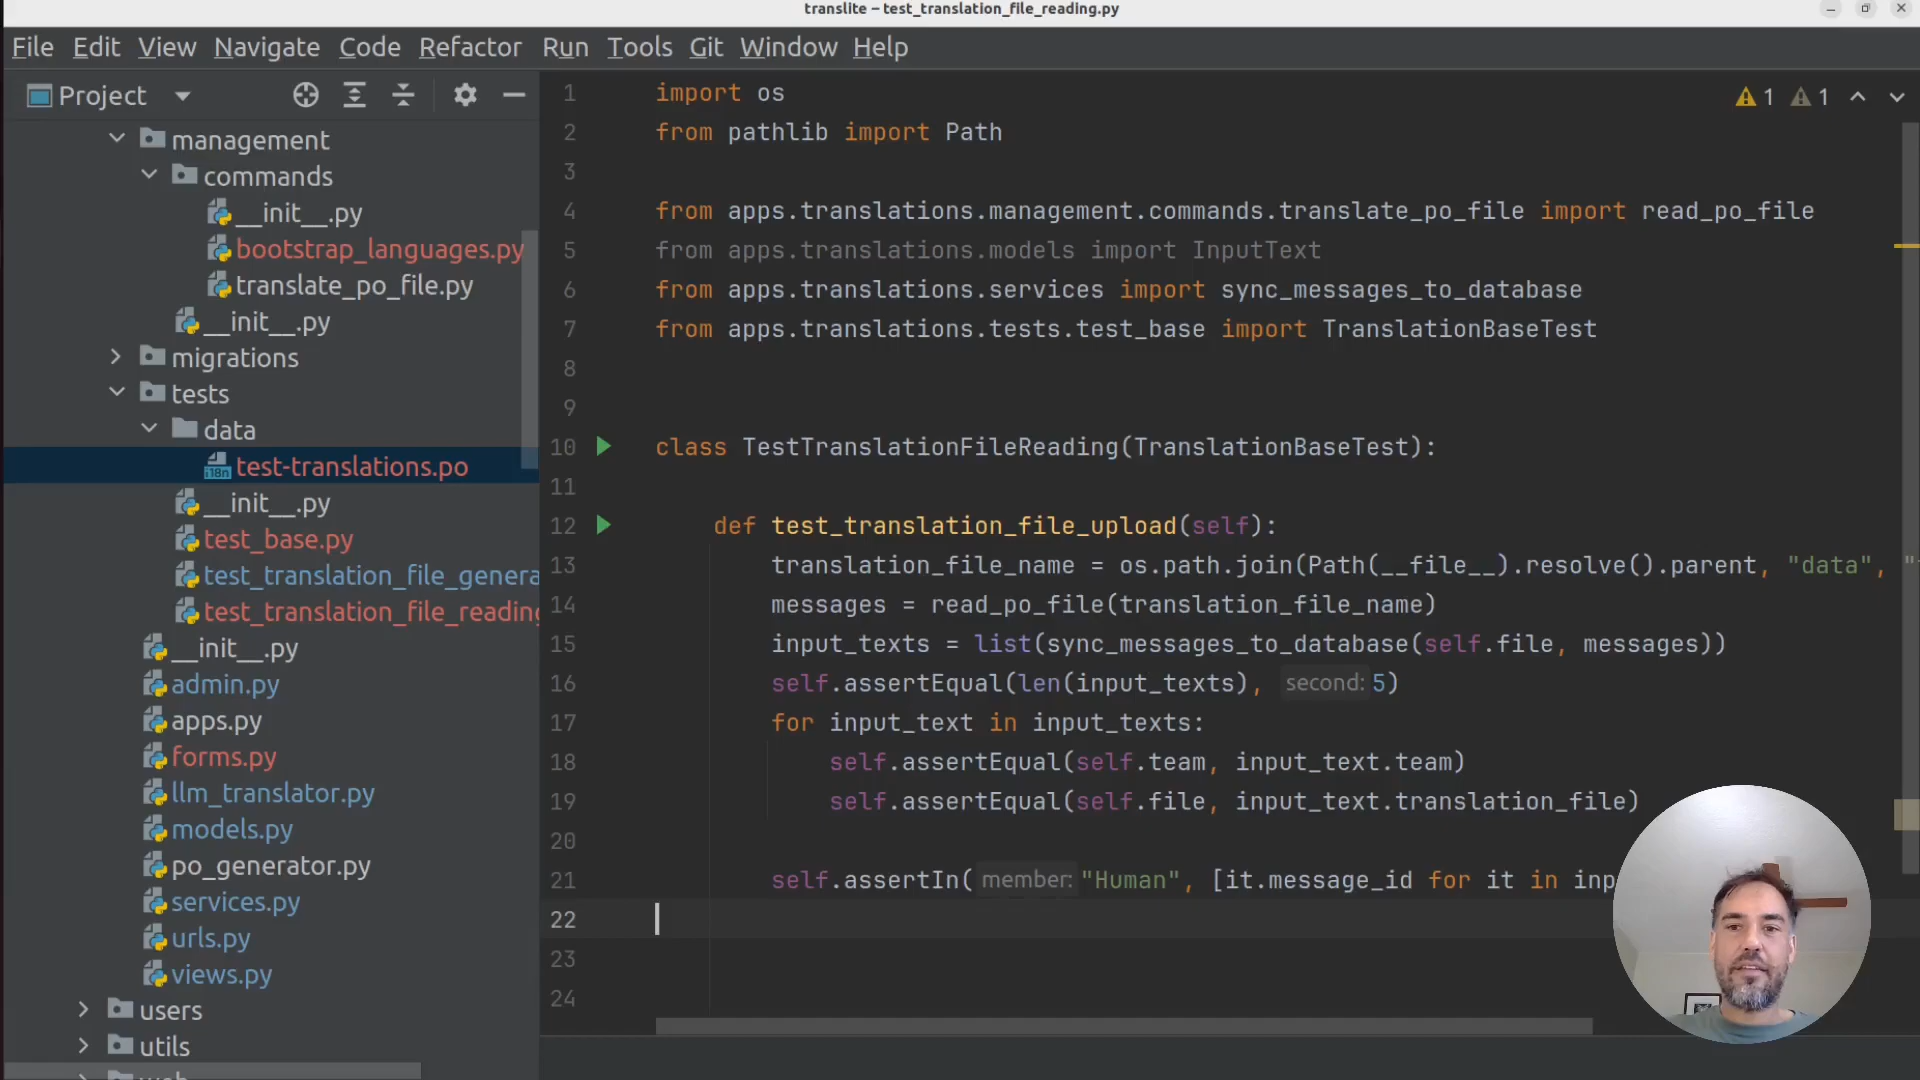 translite – test_translation_file_reading.py
File Edit View Navigate Code Refactor Run Tools Git Window Help
Project
management
commands
__init__.py
bootstrap_languages.py
translate_po_file.py
__init__.py
migrations
tests
data
test-translations.po
__init__.py
test_base.py
test_translation_file_genera
test_translation_file_reading
__init__.py
admin.py
apps.py
forms.py
llm_translator.py
models.py
po_generator.py
services.py
urls.py
views.py
users
utils
1 import os
2 from pathlib import Path
3
4 from apps.translations.management.commands.translate_po_file import read_po_file
5 from apps.translations.models import InputText
6 from apps.translations.services import sync_messages_to_database
7 from apps.translations.tests.test_base import TranslationBaseTest
8
9
10 class TestTranslationFileReading(TranslationBaseTest):
11
12 def test_translation_file_upload(self):
13 translation_file_name = os.path.join(Path(__file__).resolve().parent, "data", "
14 messages = read_po_file(translation_file_name)
15 input_texts = list(sync_messages_to_database(self.file, messages))
16 self.assertEqual(len(input_texts), second: 5)
17 for input_text in input_texts:
18 self.assertEqual(self.team, input_text.team)
19 self.assertEqual(self.file, input_text.translation_file)
20
21 self.assertIn( member: "Human", [it.message_id for it in inp
22
23
24
1 1